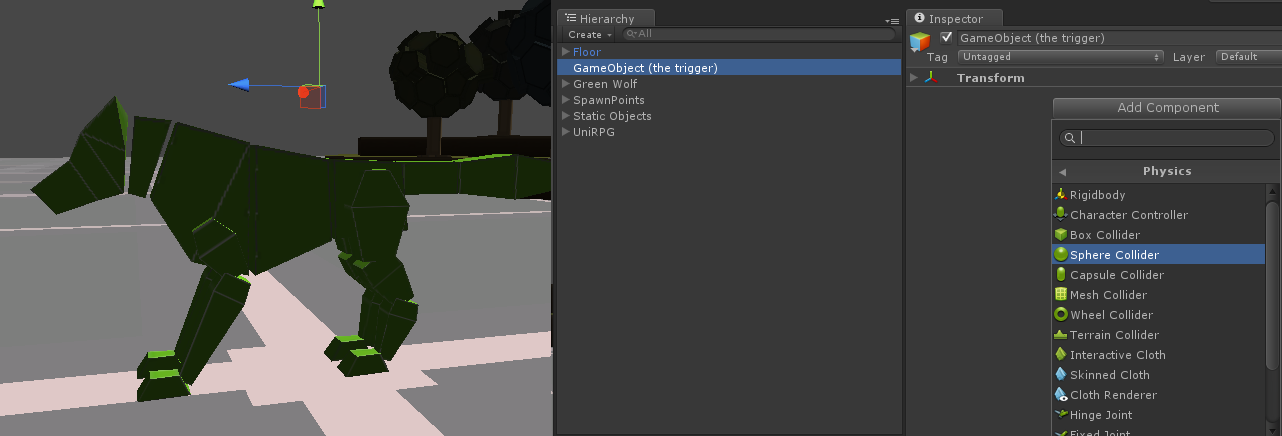 Hierarchy
Create
All
Floor
GameObject (the trigger)
Green Wolf
SpawnPoints
Static Objects
UniRPG
Inspector
GameObject (the trigger)
Tag Untagged Layer Default
Transform
Add Component
Physics
Rigidbody
Character Controller
Box Collider
Sphere Collider
Capsule Collider
Mesh Collider
Wheel Collider
Terrain Collider
Interactive Cloth
Skinned Cloth
Cloth Renderer
Hinge Joint
Fixed Joint